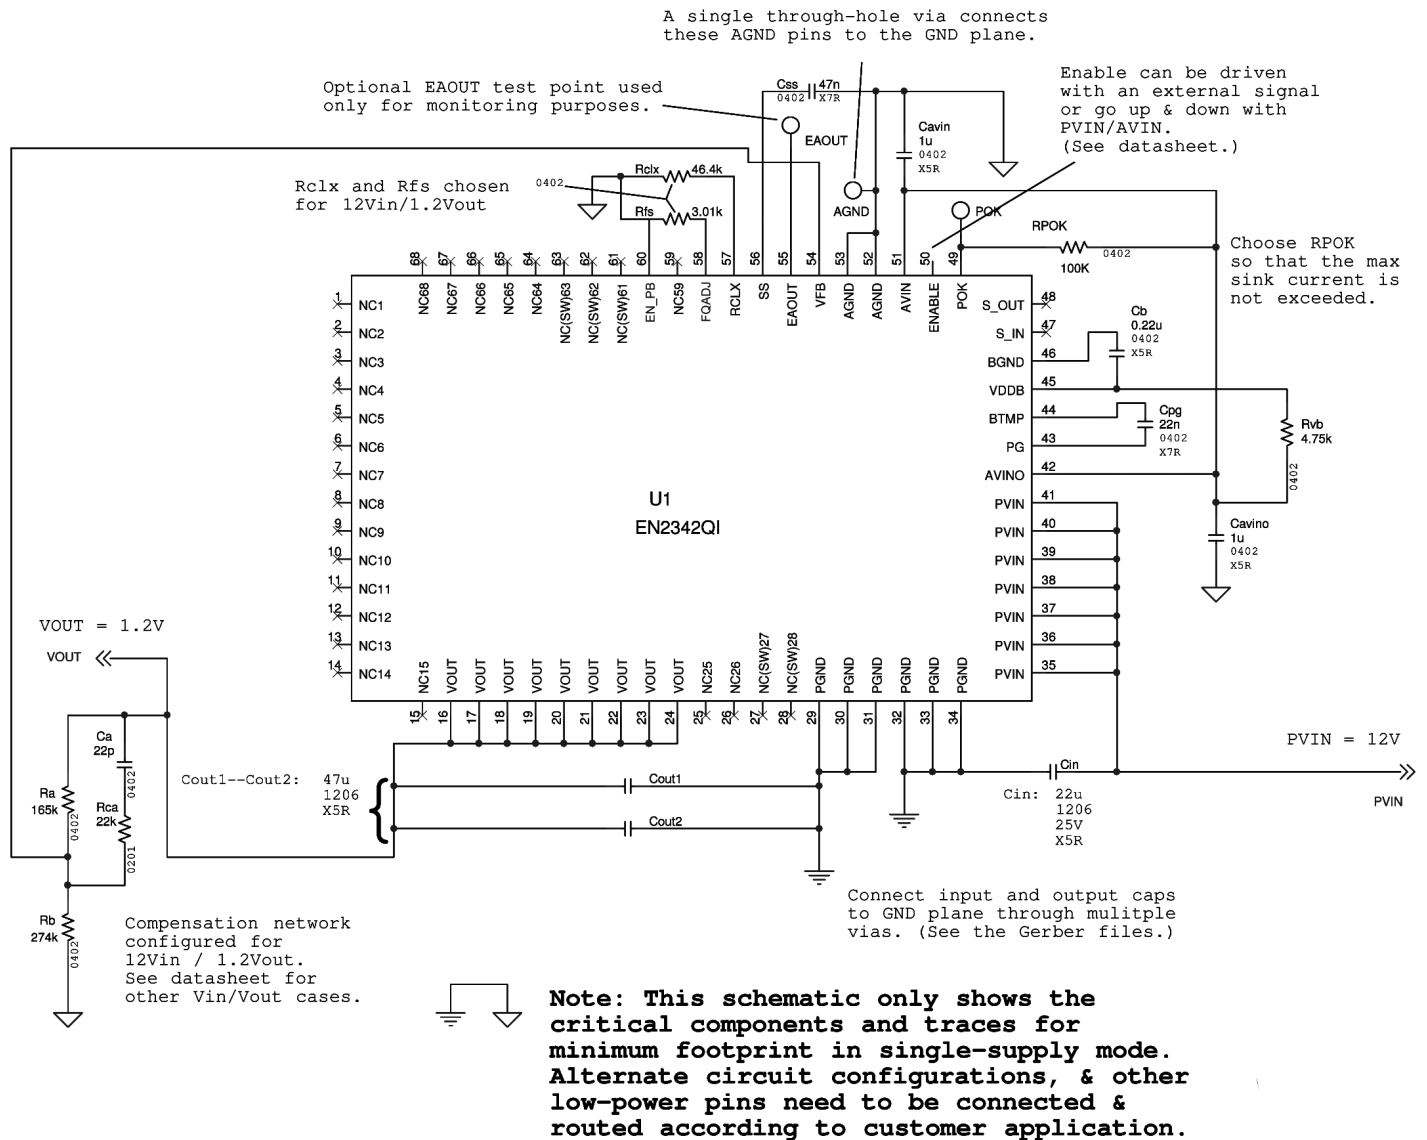 A single through-hole via connects
these AGND pins to the GND plane.
Optional EAOUT test point used
only for monitoring purposes.
Enable can be driven
with an external signal
or go up & down with
PVIN/AVIN.
(See datasheet.)
Css
47n
0402
X7R
EAOUT
Cavin
1u
0402
X5R
Rclx and Rfs chosen
for 12Vin/1.2Vout
0402
Rclx
46.4k
Rfs
3.01k
AGND
POK
RPOK
100K
0402
Choose RPOK
so that the max
sink current is
not exceeded.
68
67
66
65
64
63
62
61
60
59
58
57
56
55
54
53
52
51
50
49
NC68
NC67
NC66
NC65
NC64
NC(SW)63
NC(SW)62
NC(SW)61
EN_PB
NC59
FQADJ
RCLX
SS
EAOUT
VFB
AGND
AGND
AVIN
ENABLE
POK
1 NC1
2 NC2
3 NC3
4 NC4
5 NC5
6 NC6
7 NC7
8 NC8
9 NC9
10 NC10
11 NC11
12 NC12
13 NC13
14 NC14
S_OUT 48
S_IN 47
BGND 46
VDDB 45
BTMP 44
PG 43
AVINO 42
PVIN 41
PVIN 40
PVIN 39
PVIN 38
PVIN 37
PVIN 36
PVIN 35
Cb
0.22u
0402
X5R
Cpg
22n
0402
X7R
Rvb
4.75k
0402
Cavino
1u
0402
X5R
U1
EN2342QI
NC15
VOUT
VOUT
VOUT
VOUT
VOUT
VOUT
VOUT
VOUT
VOUT
NC25
NC26
NC(SW)27
NC(SW)28
PGND
PGND
PGND
PGND
PGND
PGND
15
16
17
18
19
20
21
22
23
24
25
26
27
28
29
30
31
32
33
34
VOUT = 1.2V
VOUT
Ca
22p
0402
Ra
165k
0402
Rca
22k
0201
Rb
274k
0402
Cout1--Cout2:
47u
1206
X5R
Cout1
Cout2
Cin
Cin:
22u
1206
25V
X5R
PVIN = 12V
PVIN
Connect input and output caps
to GND plane through mulitple
vias. (See the Gerber files.)
Compensation network
configured for
12Vin / 1.2Vout.
See datasheet for
other Vin/Vout cases.
Note: This schematic only shows the
critical components and traces for
minimum footprint in single-supply mode.
Alternate circuit configurations, & other
low-power pins need to be connected &
routed according to customer application.